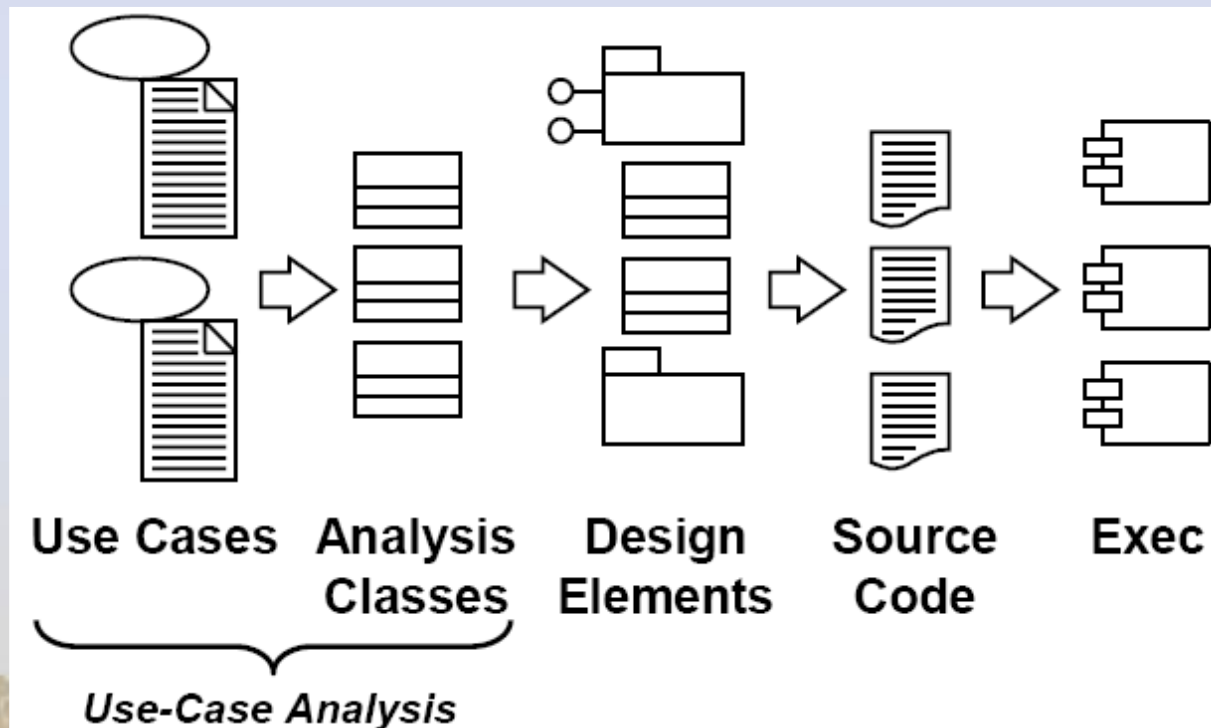 Use Cases Analysis Design Source Exec
Classes Elements Code
Use-Case Analysis